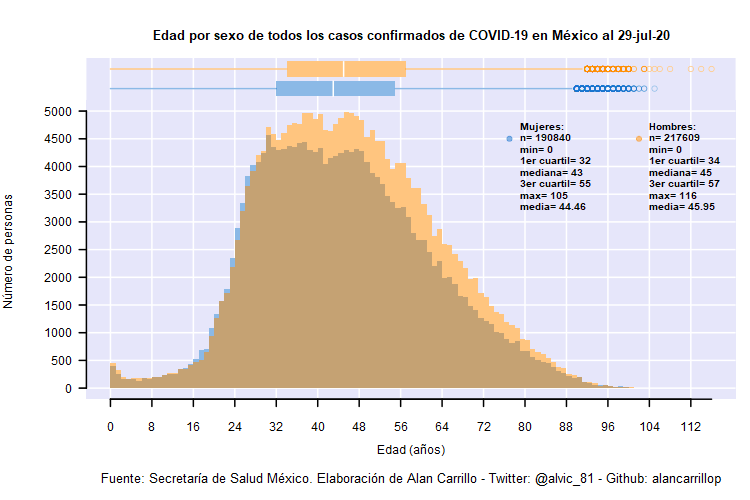 Edad por sexo de todos los casos confirmados de COVID-19 en México al 29-jul-20
Número de personas
5000
4500
4000
3500
3000
2500
2000
1500
1000
500
0
Mujeres:
n= 190840
min= 0
1er cuartil= 32
mediana= 43
3er cuartil= 55
max= 105
media= 44.46
Hombres:
n= 217609
min= 0
1er cuartil= 34
mediana= 45
3er cuartil= 57
max= 116
media= 45.95
0 8 16 24 32 40 48 56 64 72 80 88 96 104 112
Edad (años)
Fuente: Secretaría de Salud México. Elaboración de Alan Carrillo - Twitter: @alvic_81 - Github: alancarrillop